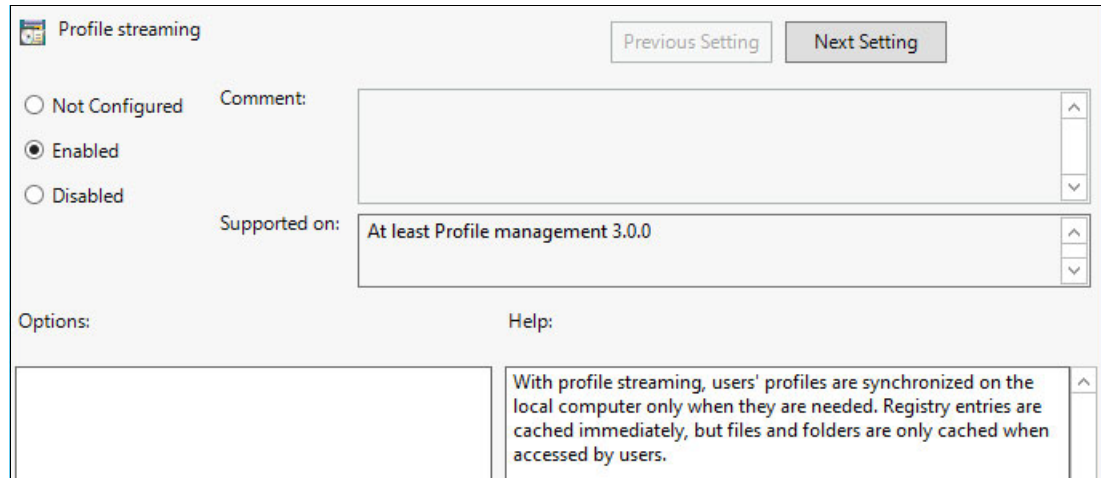 Profile streaming
Previous Setting
Next Setting
Not Configured
Comment:
Enabled
Disabled
Supported on:
At least Profile management 3.0.0
Options:
Help:
With profile streaming, users' profiles are synchronized on the
local computer only when they are needed. Registry entries are
cached immediately, but files and folders are only cached when
accessed by users.